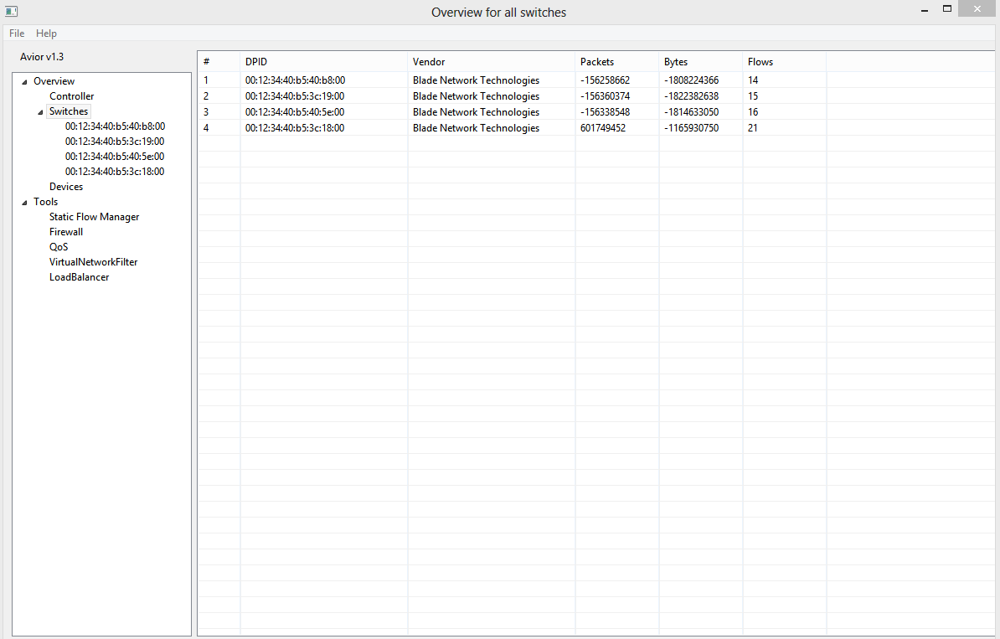 Overview for all switches
File Help
Avior v1.3
Overview
Controller
Switches
00:12:34:40:b5:40:b8:00
00:12:34:40:b5:3c:19:00
00:12:34:40:b5:40:5e:00
00:12:34:40:b5:3c:18:00
Devices
Tools
Static Flow Manager
Firewall
QoS
VirtualNetworkFilter
LoadBalancer
# DPID Vendor Packets Bytes Flows
1 00:12:34:40:b5:40:b8:00 Blade Network Technologies -156258662 -1808224366 14
2 00:12:34:40:b5:3c:19:00 Blade Network Technologies -156360374 -1822382638 15
3 00:12:34:40:b5:40:5e:00 Blade Network Technologies -156338548 -1814633050 16
4 00:12:34:40:b5:3c:18:00 Blade Network Technologies 601749452 -1165930750 21